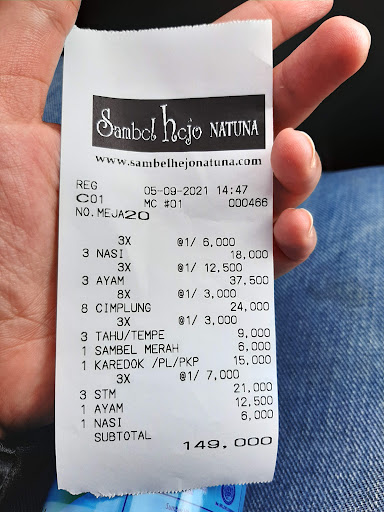 Sambel hejo NATUNA
www.sambelhejonatuna.com
REG 05-09-2021 14:47
C01 MC #01 000466
NO.MEJA20
3X @1/ 6,000
3 NASI 18,000
3X @1/ 12,500
3 AYAM 37,500
8X @1/ 3,000
8 CIMPLUNG 24,000
3X @1/ 3,000
3 TAHU/TEMPE 9,000
1 SAMBEL MERAH 6,000
1 KAREDOK /PL/PKP 15,000
3X @1/ 7,000
3 STM 21,000
1 AYAM 12,500
1 NASI 6,000
SUBTOTAL 149,000